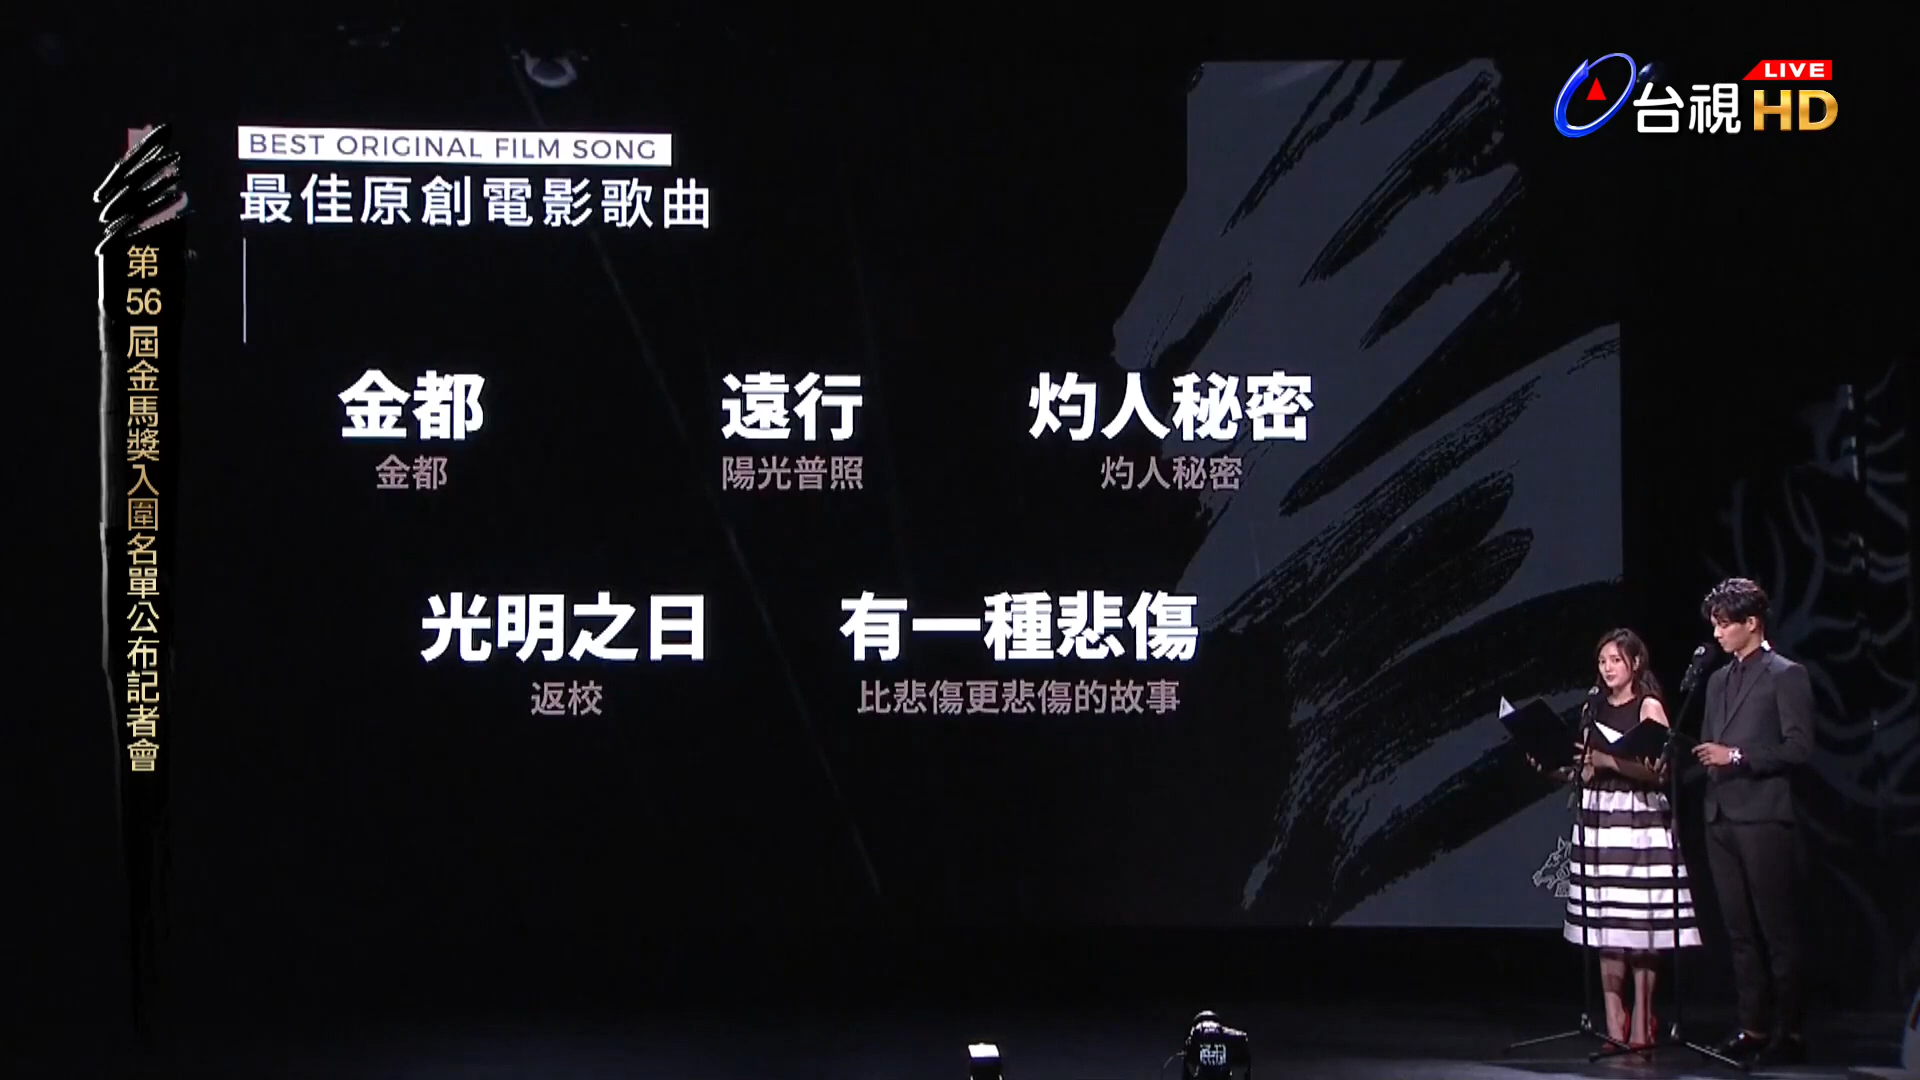 LIVE
台視 HD
BEST ORIGINAL FILM SONG
最佳原創電影歌曲
第56屆金馬獎入圍名單公布記者會
金都
金都
遠行
陽光普照
灼人秘密
灼人秘密
光明之日
返校
有一種悲傷
比悲傷更悲傷的故事